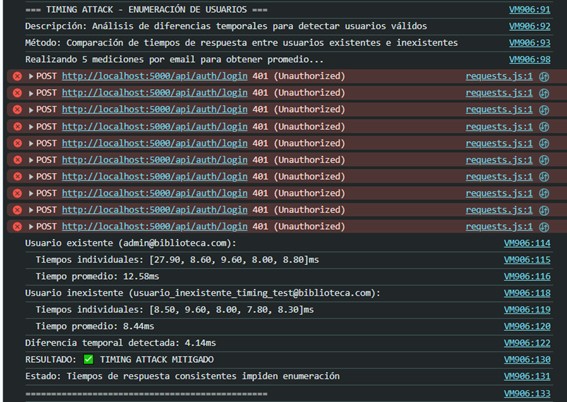 === TIMING ATTACK - ENUMERACIÓN DE USUARIOS === VM906:91
Descripción: Análisis de diferencias temporales para detectar usuarios válidos VM906:92
Método: Comparación de tiempos de respuesta entre usuarios existentes e inexistentes VM906:93
Realizando 5 mediciones por email para obtener promedio... VM906:98
POST http://localhost:5000/api/auth/login 401 (Unauthorized) requests.js:1
POST http://localhost:5000/api/auth/login 401 (Unauthorized) requests.js:1
POST http://localhost:5000/api/auth/login 401 (Unauthorized) requests.js:1
POST http://localhost:5000/api/auth/login 401 (Unauthorized) requests.js:1
POST http://localhost:5000/api/auth/login 401 (Unauthorized) requests.js:1
POST http://localhost:5000/api/auth/login 401 (Unauthorized) requests.js:1
POST http://localhost:5000/api/auth/login 401 (Unauthorized) requests.js:1
POST http://localhost:5000/api/auth/login 401 (Unauthorized) requests.js:1
POST http://localhost:5000/api/auth/login 401 (Unauthorized) requests.js:1
Usuario existente (admin@biblioteca.com): VM906:114
Tiempos individuales: [27.90, 8.60, 9.60, 8.00, 8.80]ms VM906:115
Tiempo promedio: 12.58ms VM906:116
Usuario inexistente (usuario_inexistente_timing_test@biblioteca.com): VM906:118
Tiempos individuales: [8.50, 9.60, 8.00, 7.80, 8.30]ms VM906:119
Tiempo promedio: 8.44ms VM906:120
Diferencia temporal detectada: 4.14ms VM906:122
RESULTADO: ✅ TIMING ATTACK MITIGADO VM906:130
Estado: Tiempos de respuesta consistentes impiden enumeración VM906:131
=============================================== VM906:133